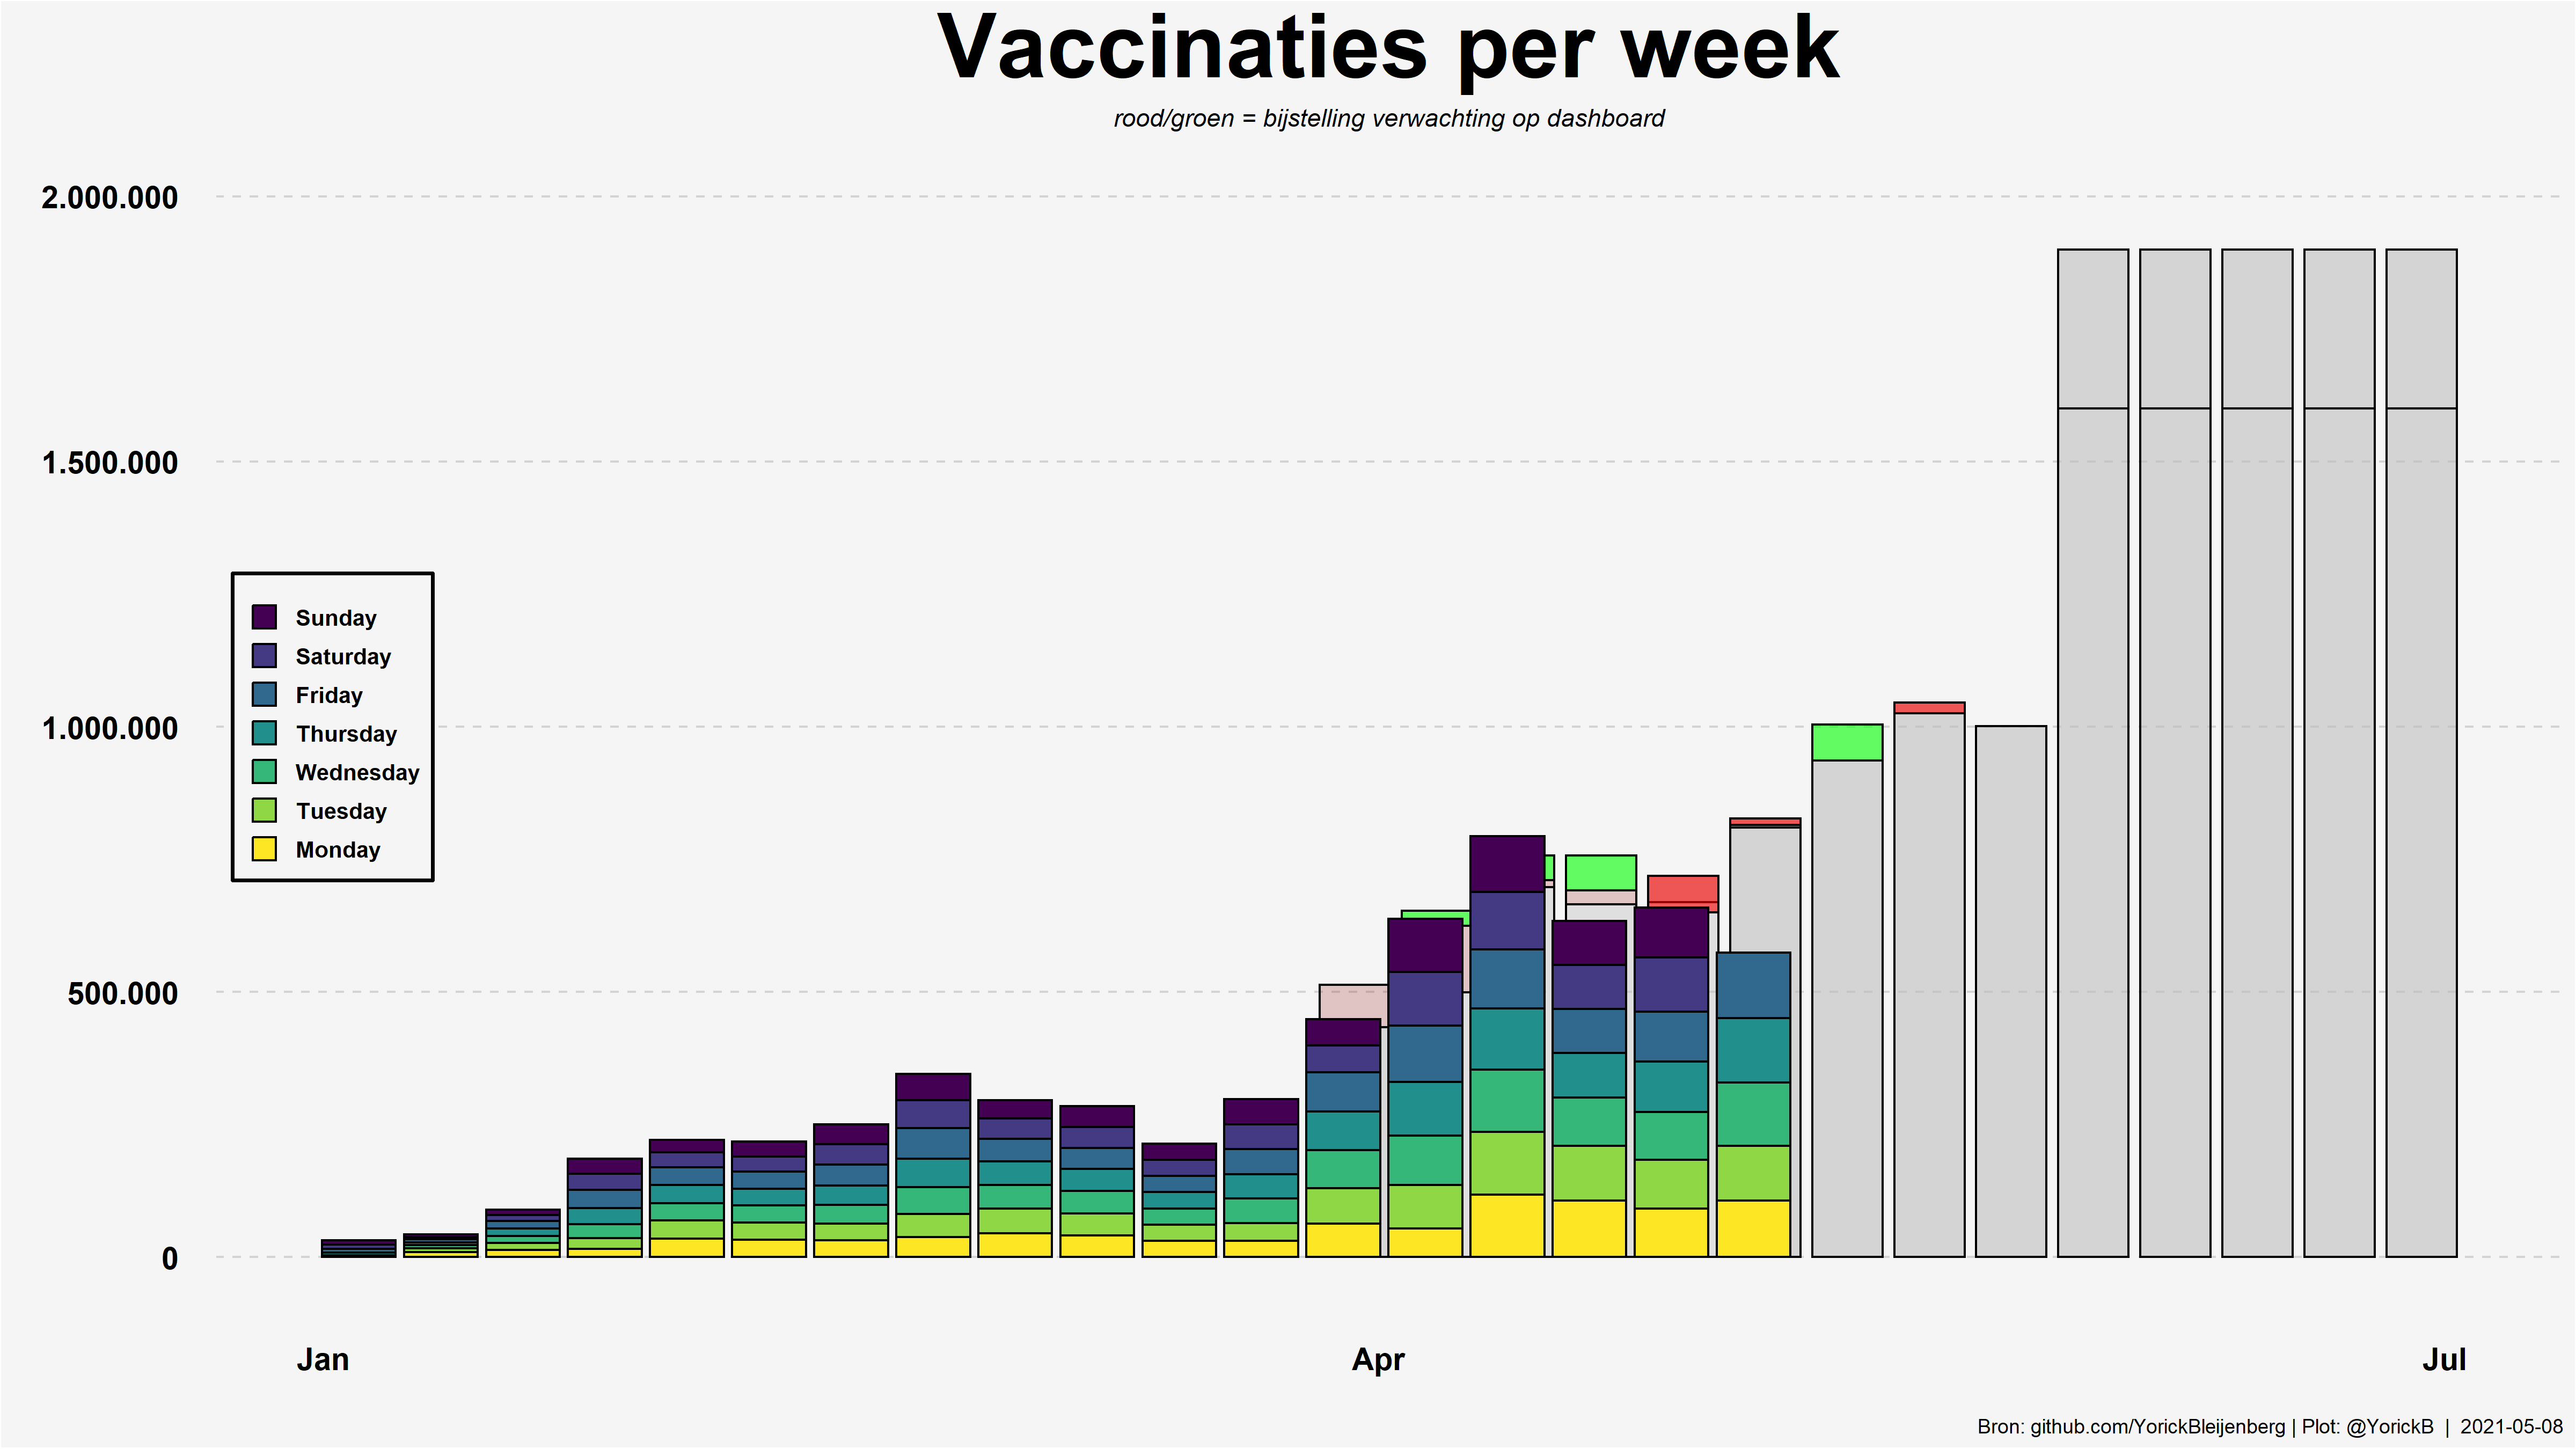 Vaccinaties per week
rood/groen = bijstelling verwachting op dashboard
2.000.000
1.500.000
1.000.000
500.000
0
Sunday
Saturday
Friday
Thursday
Wednesday
Tuesday
Monday
Jan Apr Jul
Bron: github.com/YorickBleijenberg | Plot: @YorickB | 2021-05-08